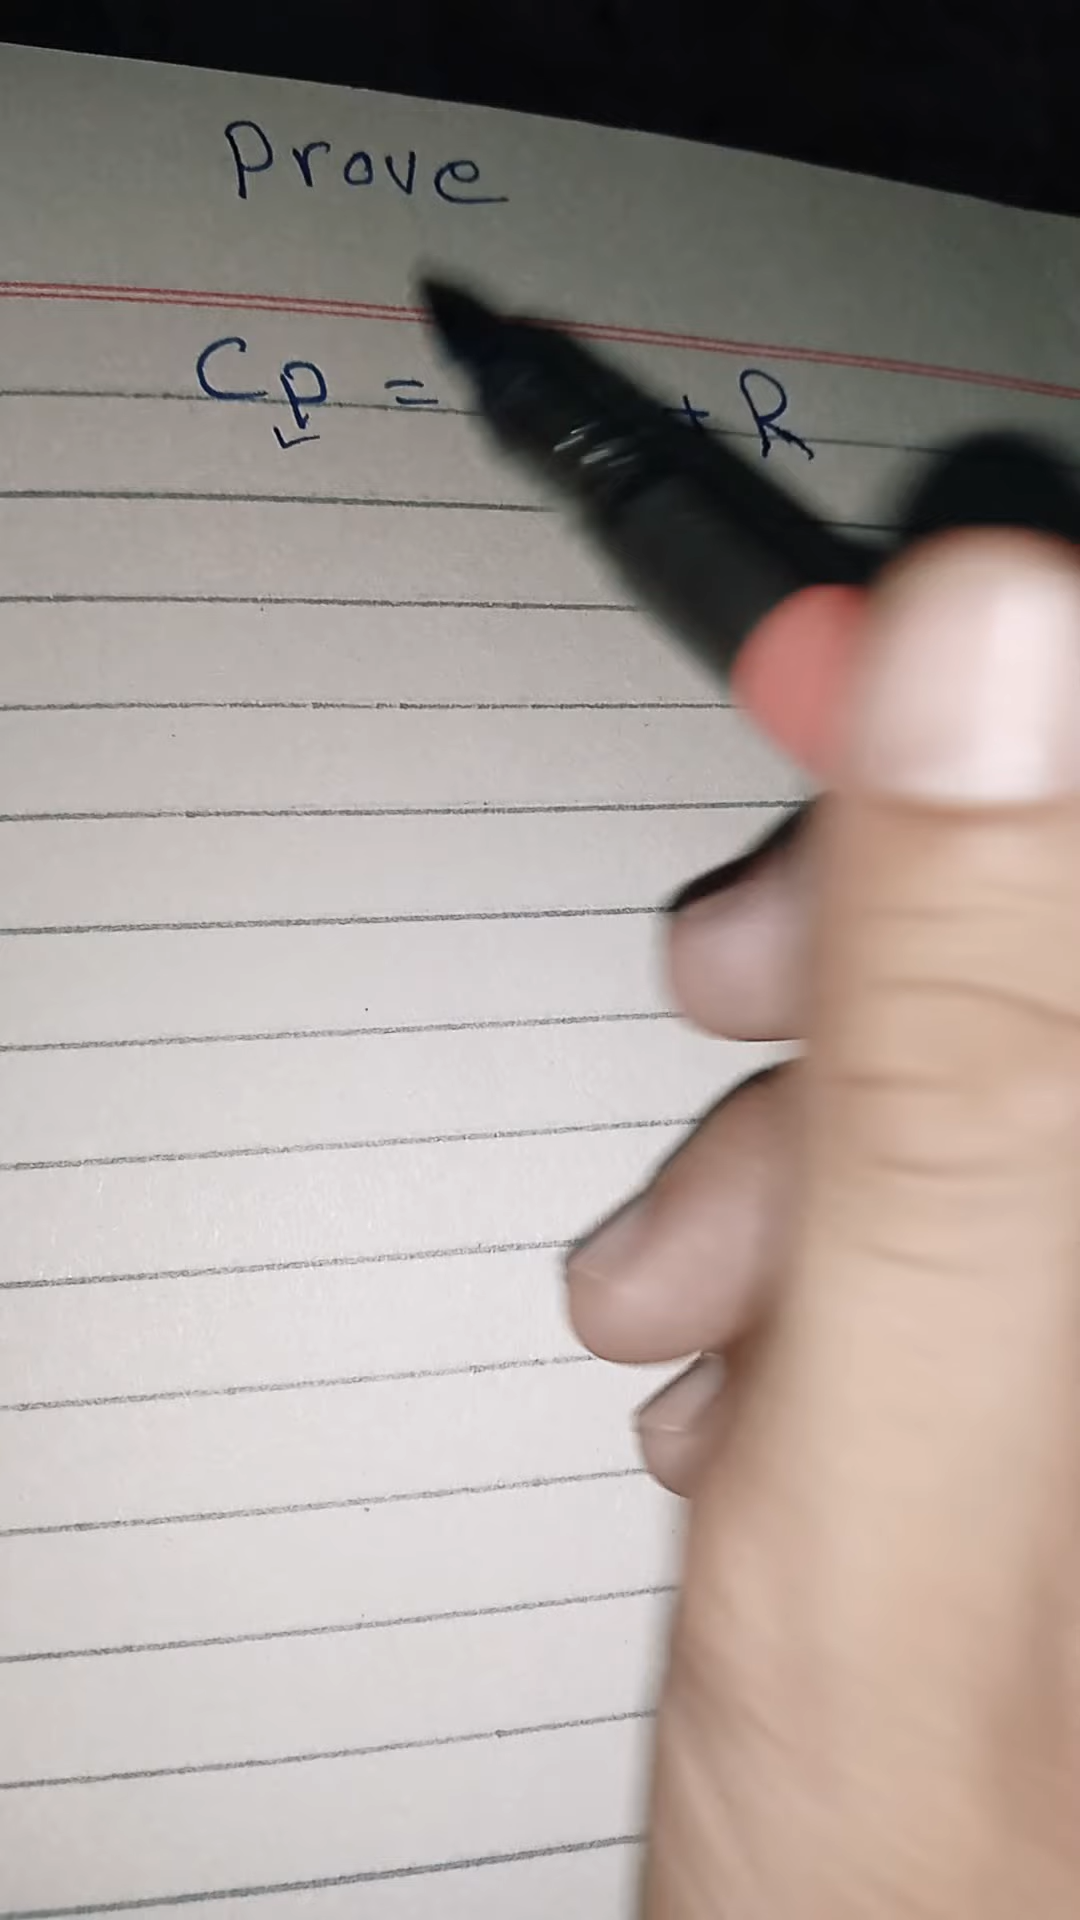 Prove
Cp = + R